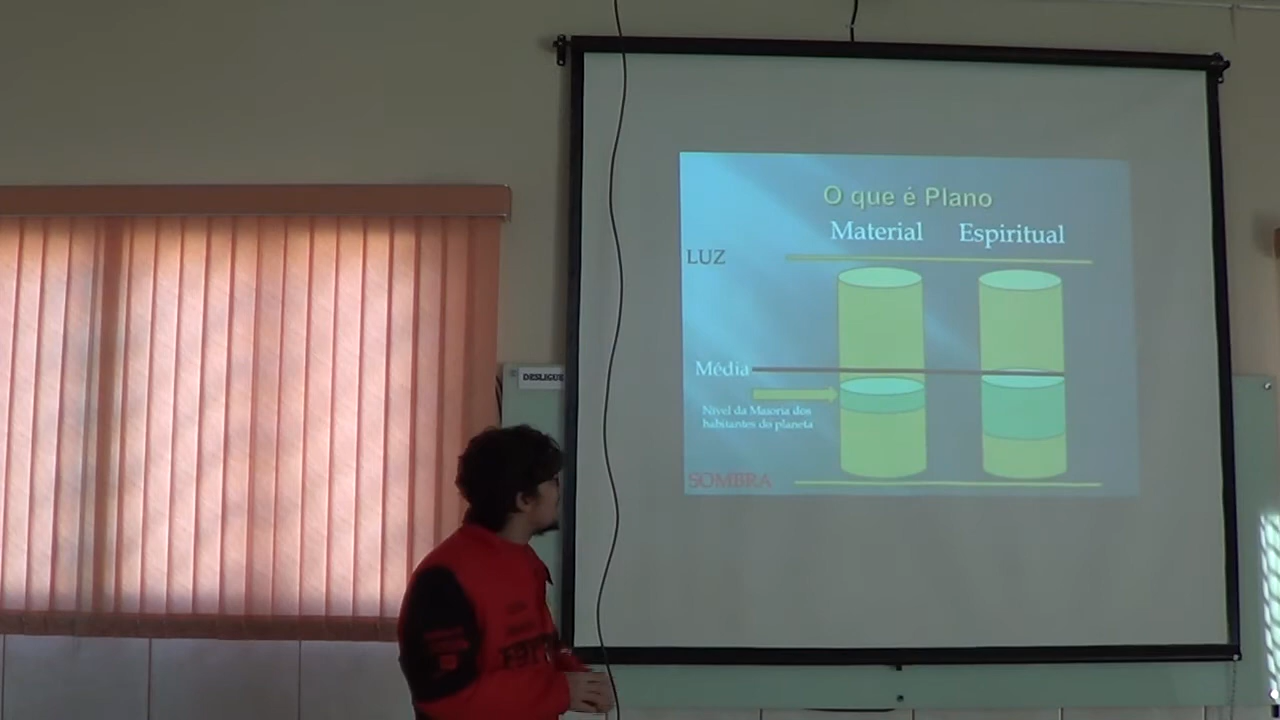 O que é Plano
Material Espiritual
LUZ
Média
Nível da Maioria dos
habitantes do planeta
SOMBRA
DESLIGUE